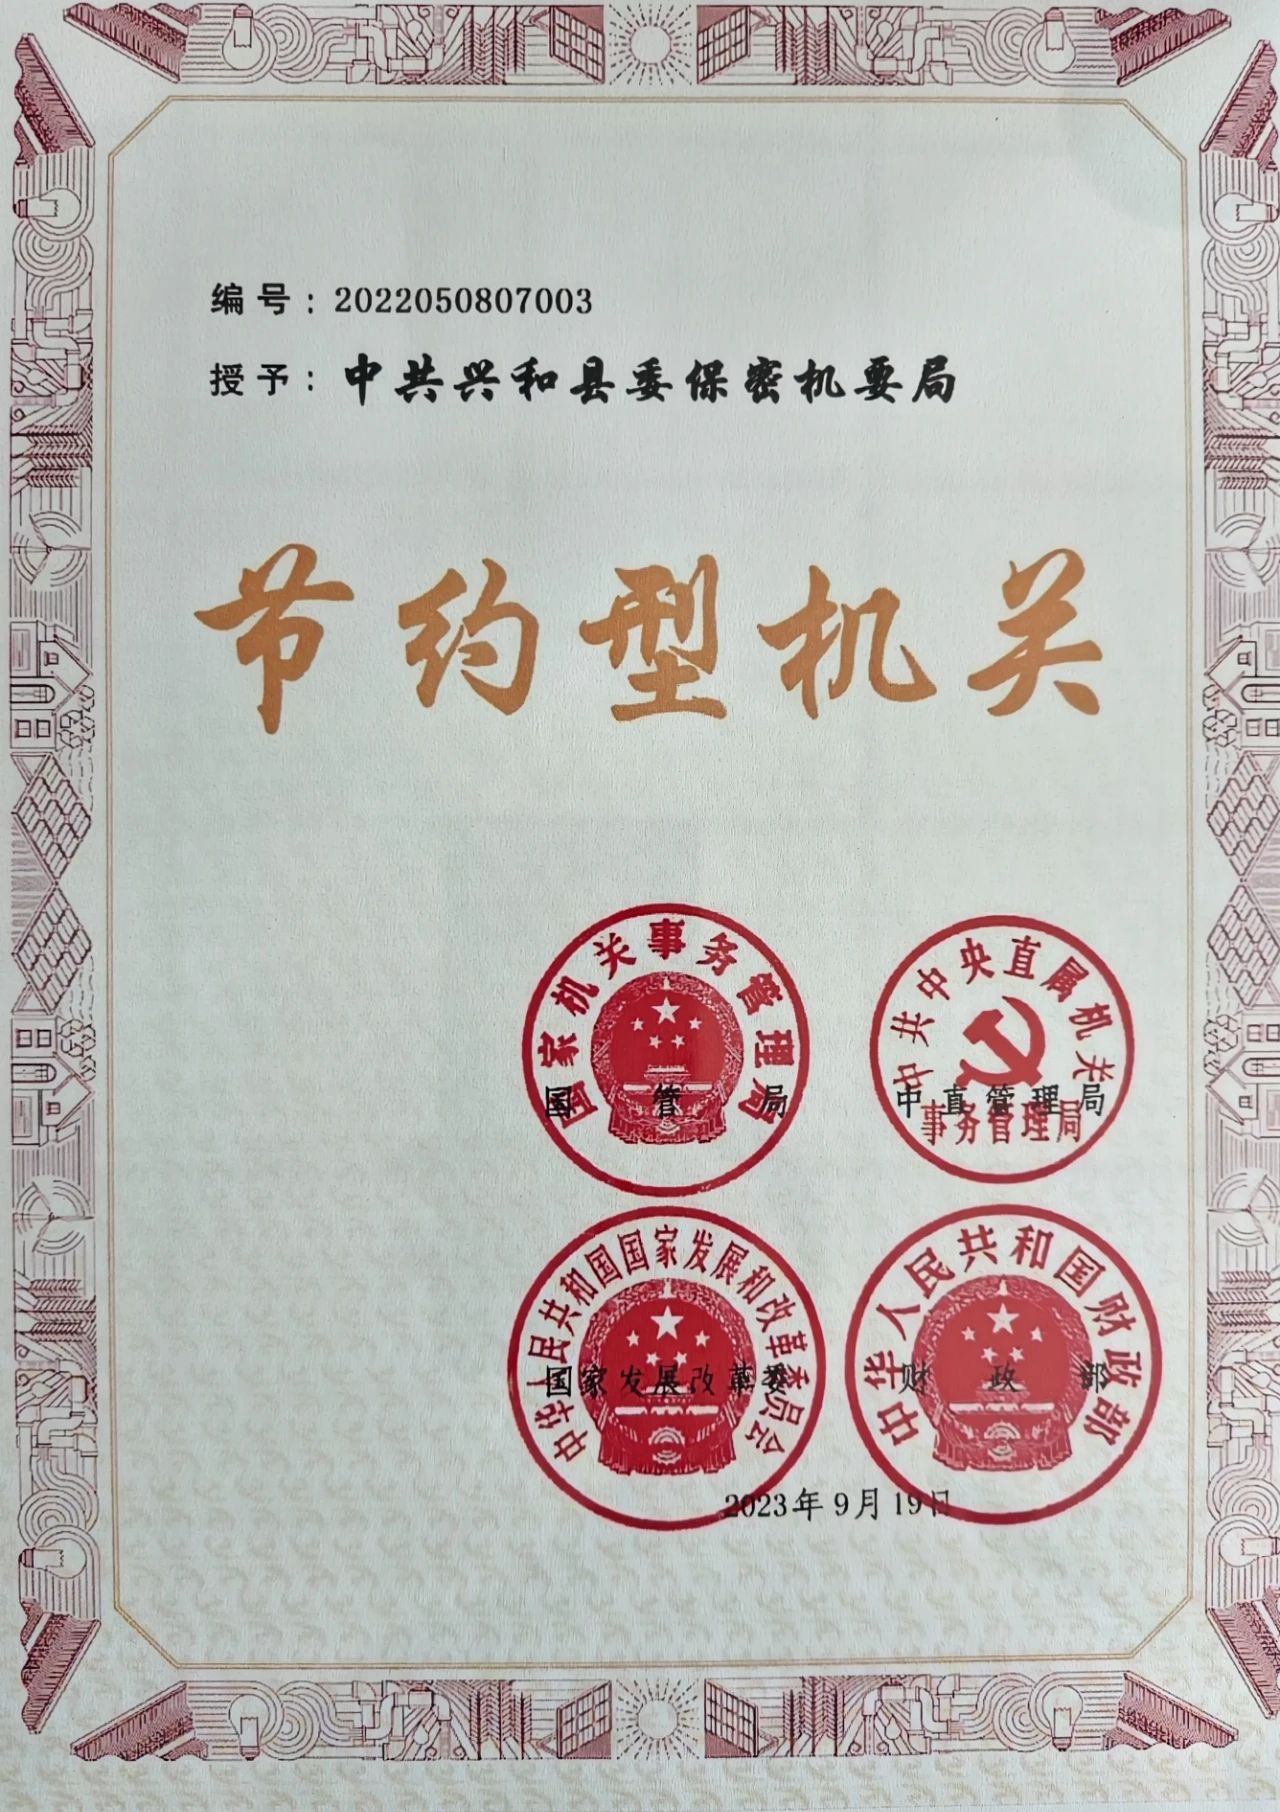 编号：2022050807003
授予：中共兴和县委保密机要局
节约型机关
国家机关事务管理局
国管局
中共中央直属机关
事务管理局
中直管理局
中华人民共和国国家发展和改革委员会
国家发展改革委
中华人民共和国财政部
财政部
2023年9月19日